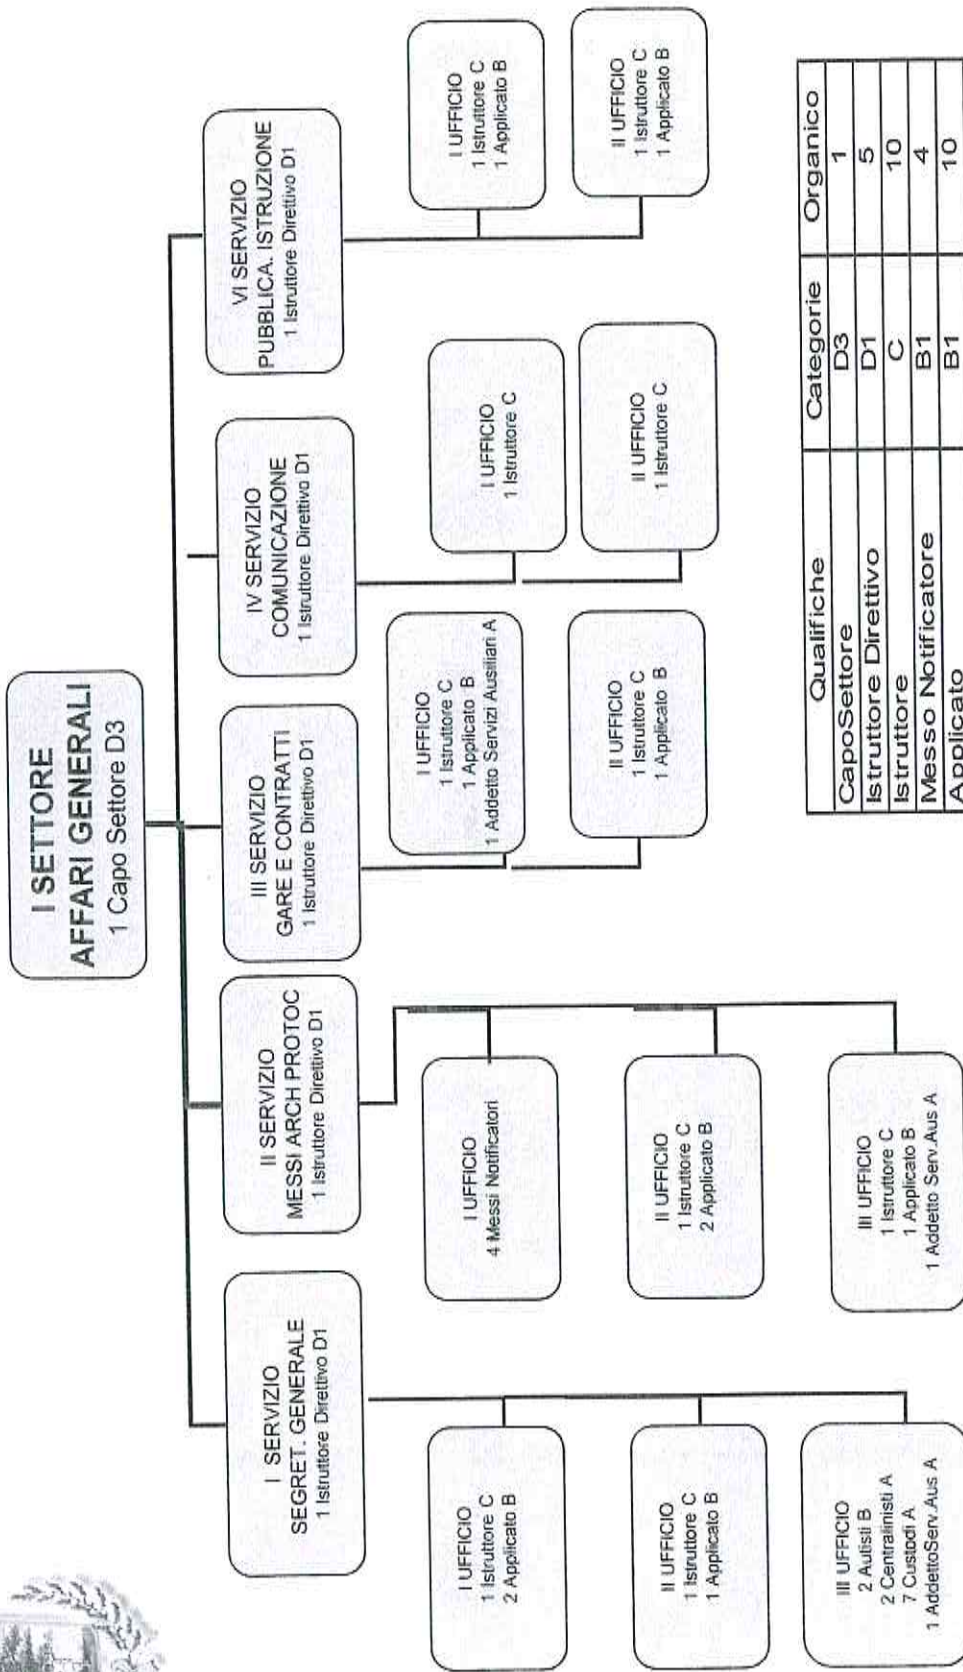 I SETTORE
AFFARI GENERALI
1 Capo Settore D3
I SERVIZIO
SEGRET. GENERALE
1 Istruttore Direttivo D1
I UFFICIO
1 Istruttore C
2 Applicato B
II UFFICIO
1 Istruttore C
1 Applicato B
III UFFICIO
2 Autisti B
2 Centralinisti A
7 Custodi A
1 AddettoServ.Aus A
II SERVIZIO
MESSI ARCH PROTOC
1 Istruttore Direttivo D1
I UFFICIO
4 Messi Notificatori
II UFFICIO
1 Istruttore C
2 Applicato B
III UFFICIO
1 Istruttore C
1 Applicato B
1 Addetto Serv.Aus A
III SERVIZIO
GARE E CONTRATTI
1 Istruttore Direttivo D1
I UFFICIO
1 Istruttore C
1 Applicato B
1 Addetto Servizi Ausiliari A
II UFFICIO
1 Istruttore C
1 Applicato B
IV SERVIZIO
COMUNICAZIONE
1 Istruttore Direttivo D1
I UFFICIO
1 Istruttore C
II UFFICIO
1 Istruttore C
VI SERVIZIO
PUBBLICA. ISTRUZIONE
1 Istruttore Direttivo D1
I UFFICIO
1 Istruttore C
1 Applicato B
II UFFICIO
1 Istruttore C
1 Applicato B
Qualifiche Categorie Organico
CapoSettore D3 1
Istruttore Direttivo D1 5
Istruttore C 10
Messo Notificatore B1 4
Applicato B1 10